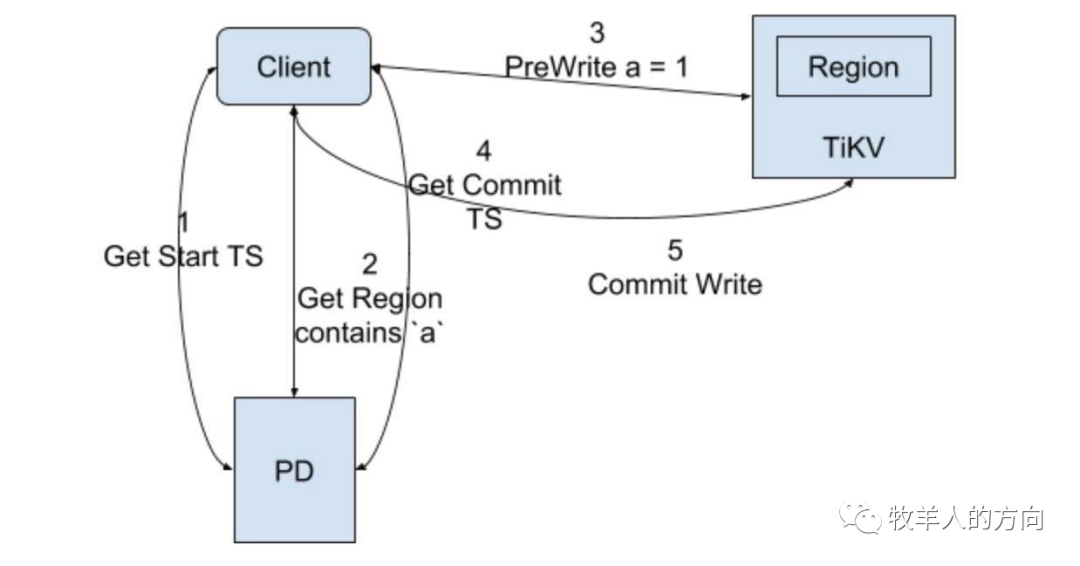 Client
3
PreWrite a = 1
Region
TiKV
4
Get Commit
TS
1
Get Start TS
2
Get Region
contains `a`
5
Commit Write
PD
牧羊人的方向